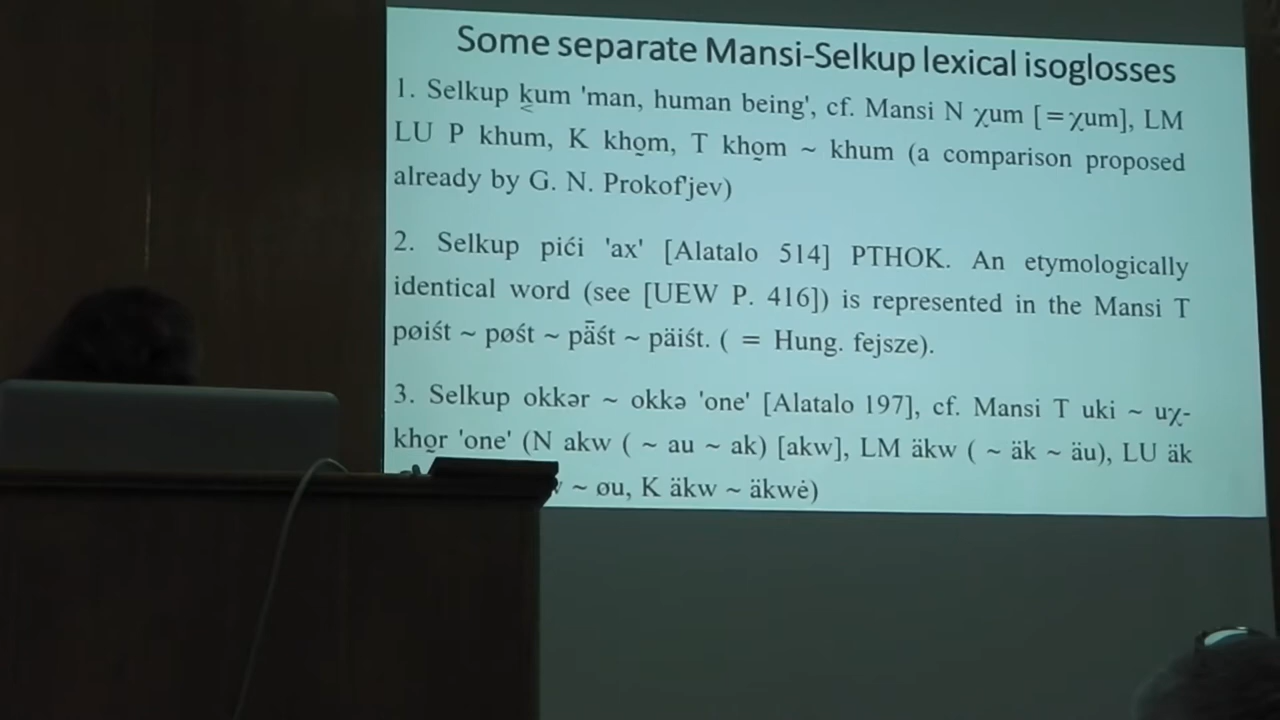 Some separate Mansi-Selkup lexical isoglosses
1. Selkup k̭um 'man, human being', cf. Mansi N χum [=χum], LM
LU P khum, K kho̭m, T kho̭m ~ khum (a comparison proposed
already by G. N. Prokof'jev)
2. Selkup pići 'ax' [Alatalo 514] PTHOK. An etymologically
identical word (see [UEW P. 416]) is represented in the Mansi T
pøiśt ~ pøśt ~ pǟśt ~ päiśt. ( = Hung. fejsze).
3. Selkup okkər ~ okkə 'one' [Alatalo 197], cf. Mansi T uki ~ uχ-
kho̭r 'one' (N akw ( ~ au ~ ak) [akw], LM äkw ( ~ äk ~ äu), LU äk
~ øu, K äkw ~ äkwė)